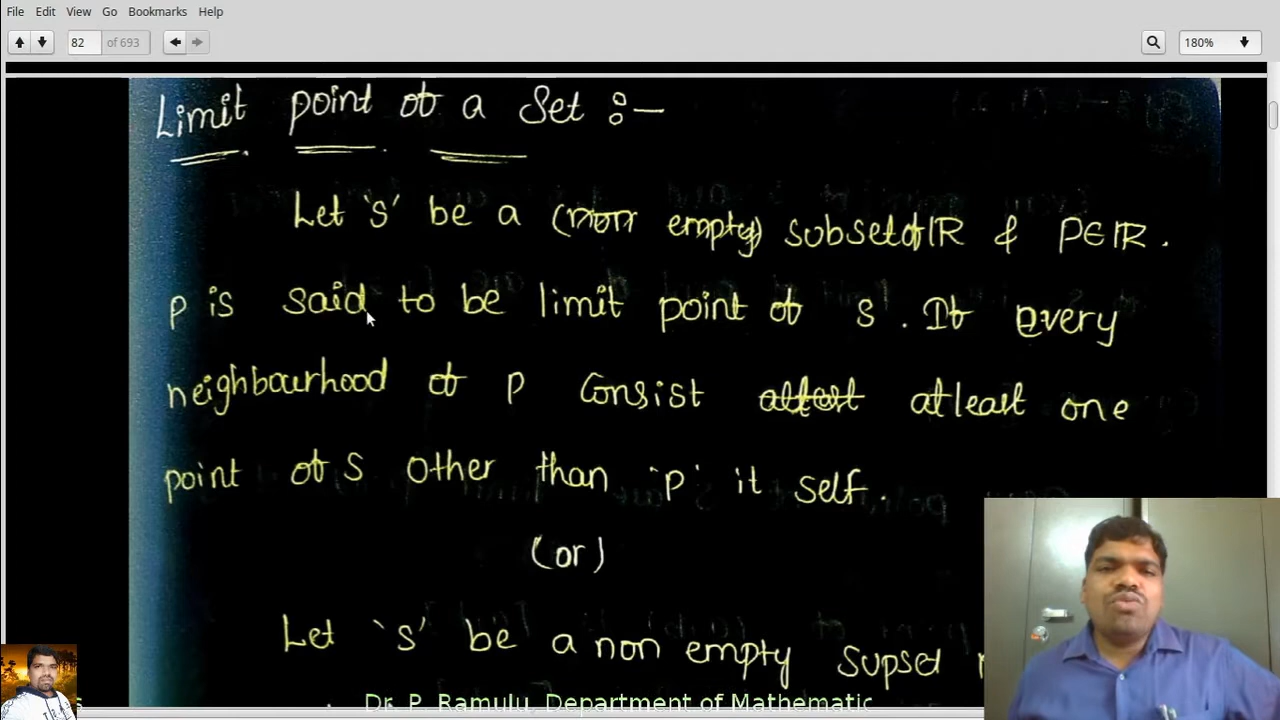 File Edit View Go Bookmarks Help
82 of 693 180%
Limit point of a Set :-
Let 's' be a (non empty) subset of IR & P∈IR.
p is said to be limit point of s'. If every
neighbourhood of p Consist atleast one
point of S other than 'p' it self.
(or)
Let 's' be a non empty Supset
s Dr. P. Ramulu, Department of Mathematic